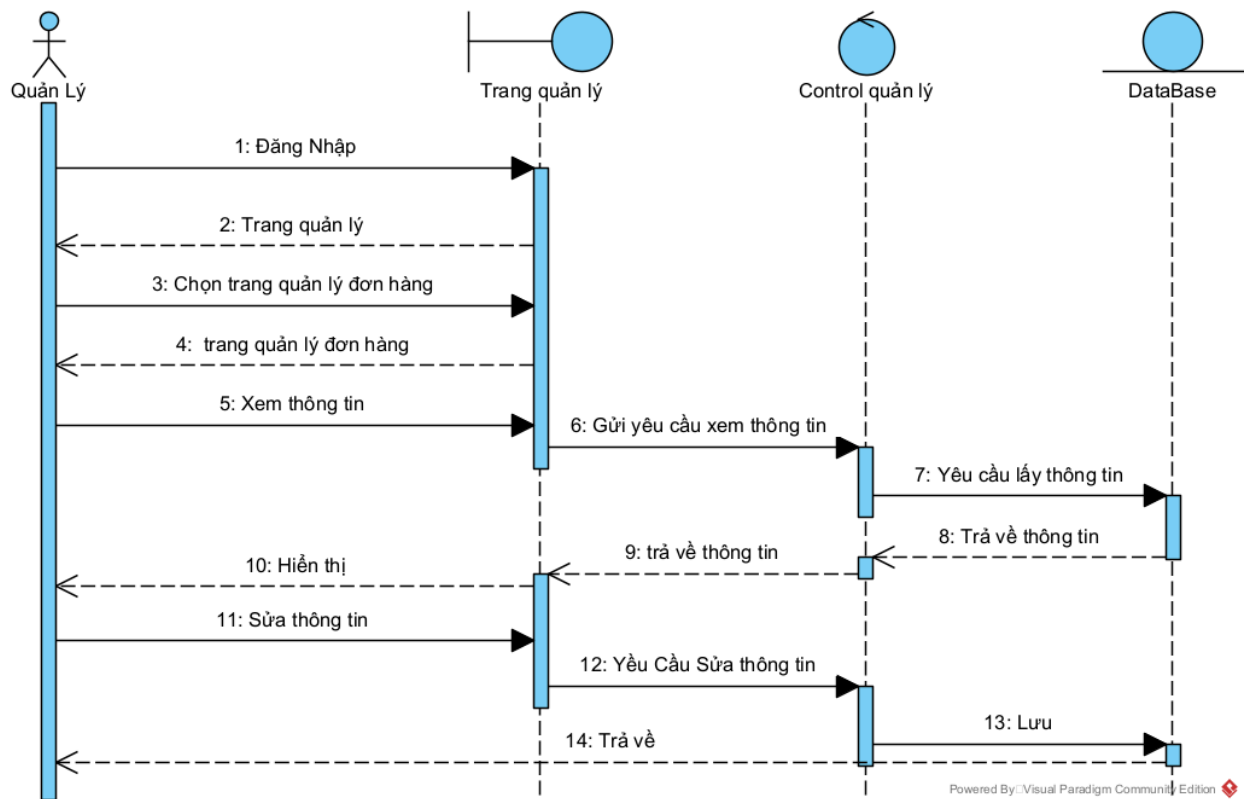 Quản Lý
Trang quản lý
Control quản lý
DataBase
1: Đăng Nhập
2: Trang quản lý
3: Chọn trang quản lý đơn hàng
4: trang quản lý đơn hàng
5: Xem thông tin
6: Gửi yêu cầu xem thông tin
7: Yêu cầu lấy thông tin
8: Trả về thông tin
9: trả về thông tin
10: Hiển thị
11: Sửa thông tin
12: Yều Cầu Sửa thông tin
13: Lưu
14: Trả về
Powered By Visual Paradigm Community Edition